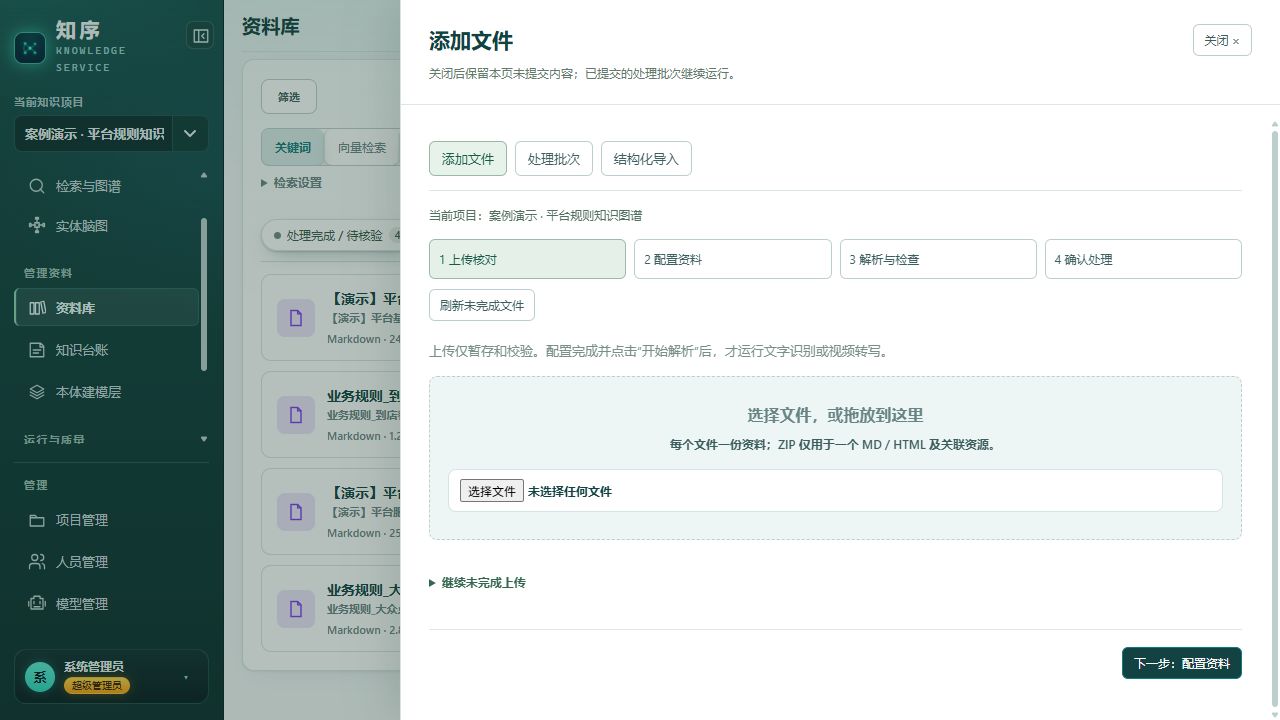 知序
KNOWLEDGE
SERVICE
当前知识项目
案例演示 · 平台规则知识
检索与图谱
实体脑图
管理资料
资料库
知识台账
本体建模层
运行与质量
管理
项目管理
人员管理
模型管理
系
系统管理员
超级管理员
资料库
筛选
关键词
向量检索
检索设置
处理完成 / 待核验 4
【演示】平台
【演示】平台基
Markdown · 24
业务规则_到
业务规则_到店
Markdown · 1.2
【演示】平台
【演示】平台服
Markdown · 25
业务规则_大
业务规则_大众
Markdown · 2.8
添加文件
关闭 ×
关闭后保留本页未提交内容；已提交的处理批次继续运行。
添加文件
处理批次
结构化导入
当前项目：案例演示 · 平台规则知识图谱
1 上传核对
2 配置资料
3 解析与检查
4 确认处理
刷新未完成文件
上传仅暂存和校验。配置完成并点击“开始解析”后，才运行文字识别或视频转写。
选择文件，或拖放到这里
每个文件一份资料；ZIP 仅用于一个 MD / HTML 及关联资源。
选择文件 未选择任何文件
继续未完成上传
下一步：配置资料